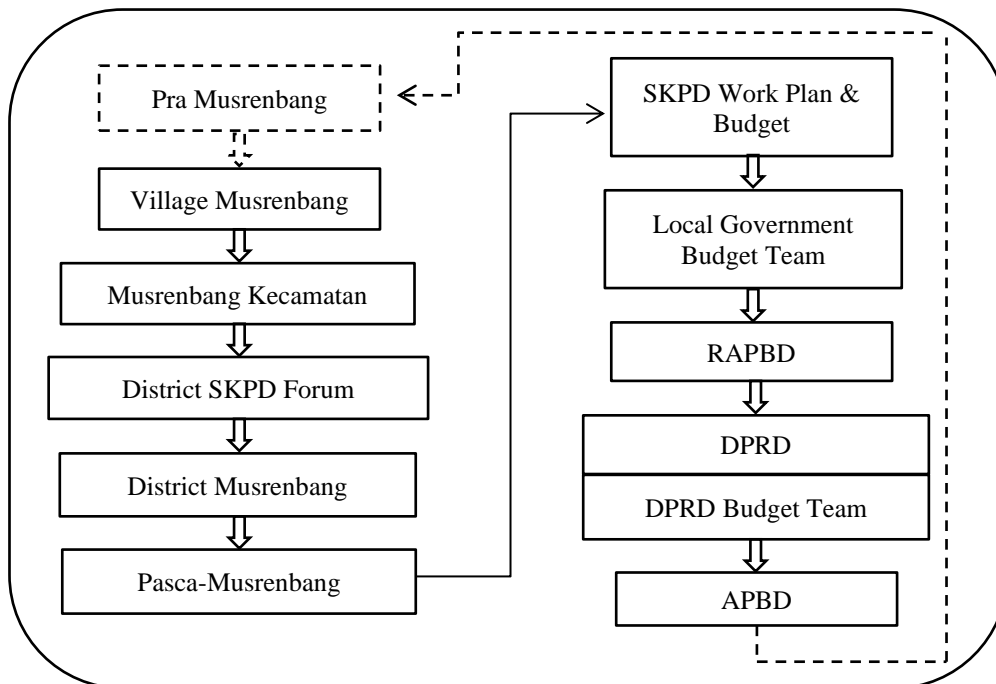 Pra Musrenbang
Village Musrenbang
Musrenbang Kecamatan
District SKPD Forum
District Musrenbang
Pasca-Musrenbang
SKPD Work Plan &
Budget
Local Government
Budget Team
RAPBD
DPRD
DPRD Budget Team
APBD